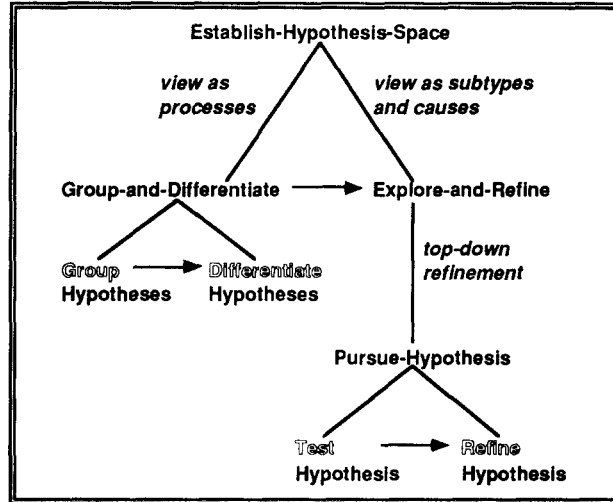 Establish-Hypothesis-Space
view as
processes
view as subtypes
and causes
Group-and-Differentiate
Explore-and-Refine
Group
Hypotheses
Differentiate
Hypotheses
top-down
refinement
Pursue-Hypothesis
Test
Hypothesis
Refine
Hypothesis